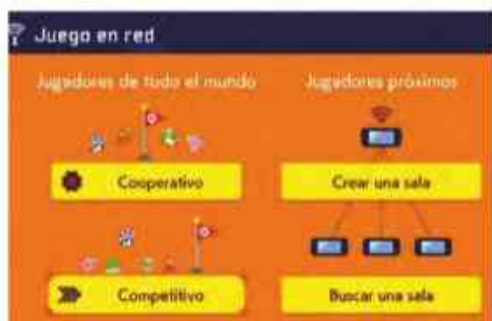 Juego en red
Jugadores de todo el mundo
Jugadores próximos
Cooperativo
Crear una sala
Competitivo
Buscar una sala